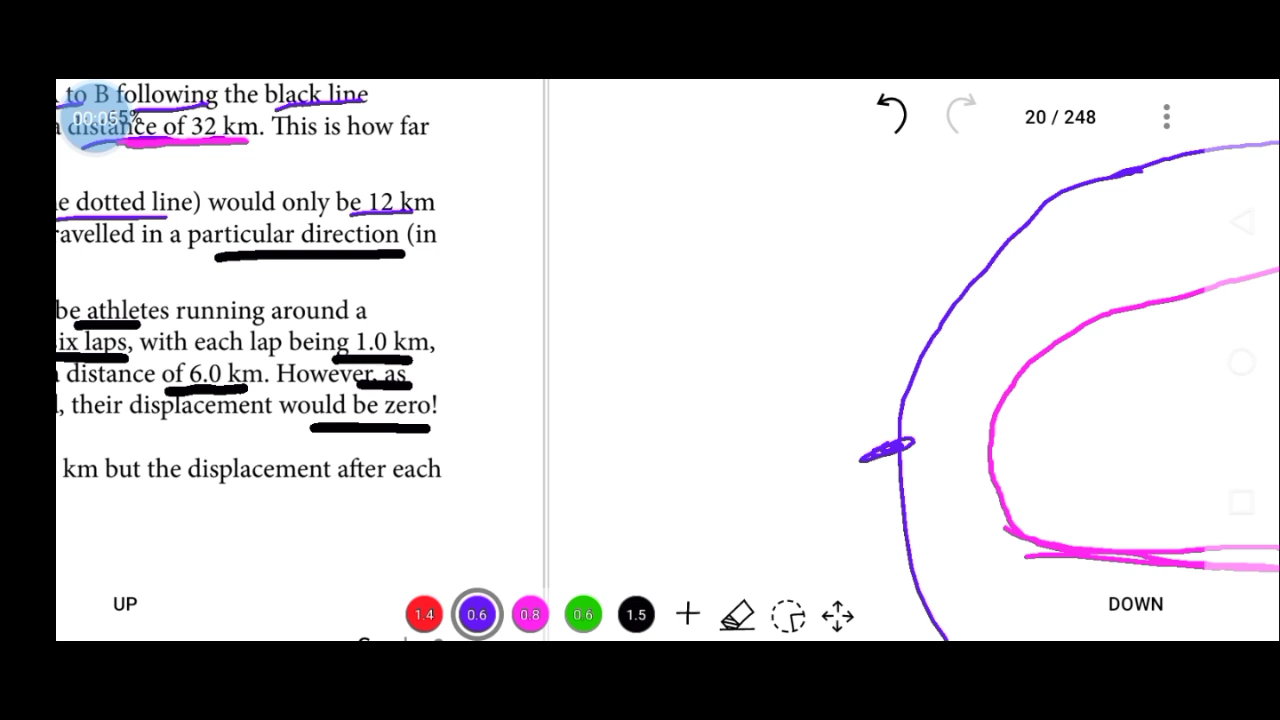 to B following the black line
a distance of 32 km. This is how far
e dotted line) would only be 12 km
ravelled in a particular direction (in
be athletes running around a
six laps, with each lap being 1.0 km,
distance of 6.0 km. However, as
, their displacement would be zero!
km but the displacement after each
20 / 248
UP
1.4 0.6 0.8 0.6 1.5
DOWN